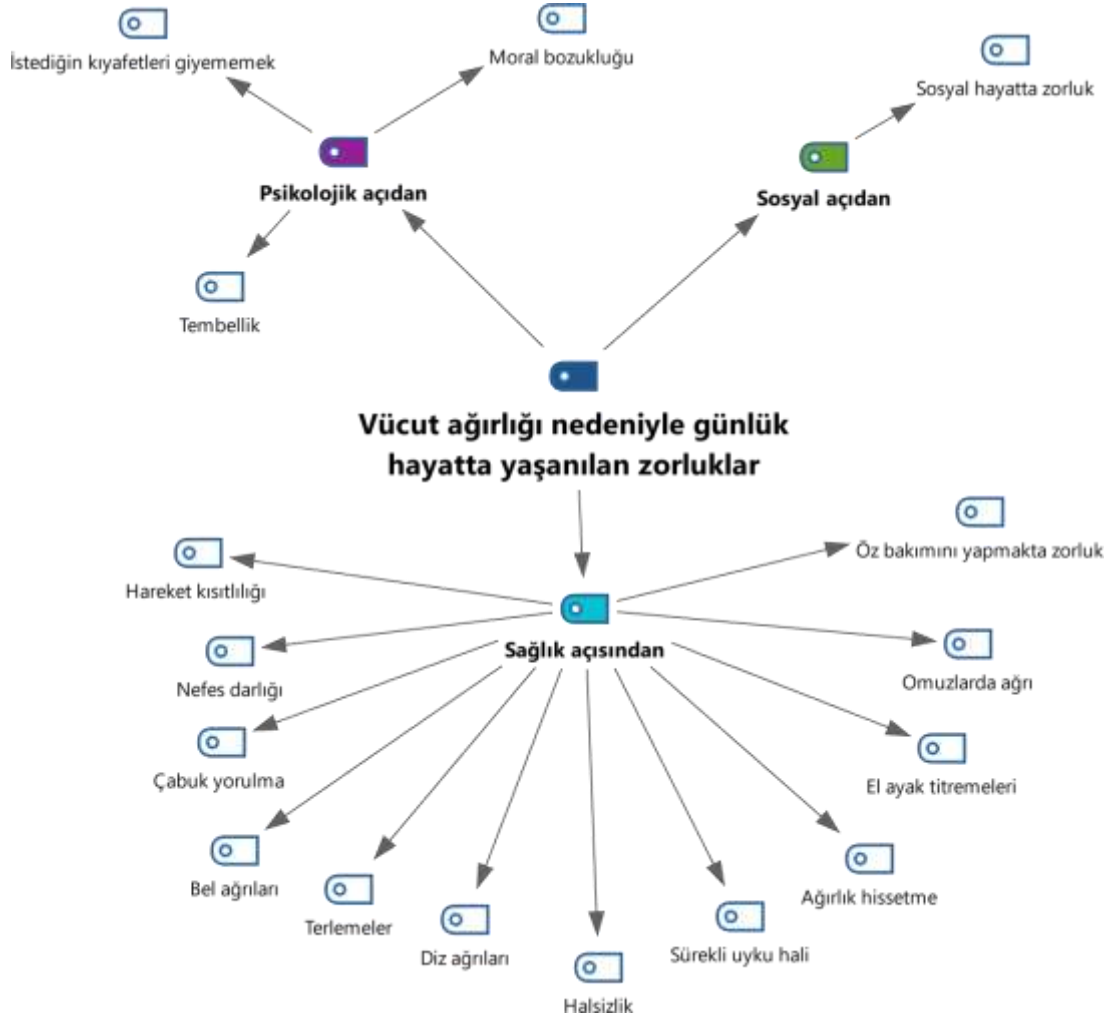 İstediğin kıyafetleri giyememek
Moral bozukluğu
Sosyal hayatta zorluk
Psikolojik açıdan
Sosyal açıdan
Tembellik
Vücut ağırlığı nedeniyle günlük
hayatta yaşanılan zorluklar
Öz bakımını yapmakta zorluk
Hareket kısıtlılığı
Sağlık açısından
Nefes darlığı
Omuzlarda ağrı
Çabuk yorulma
El ayak titremeleri
Bel ağrıları
Ağırlık hissetme
Terlemeler
Diz ağrıları
Sürekli uyku hali
Halsizlik